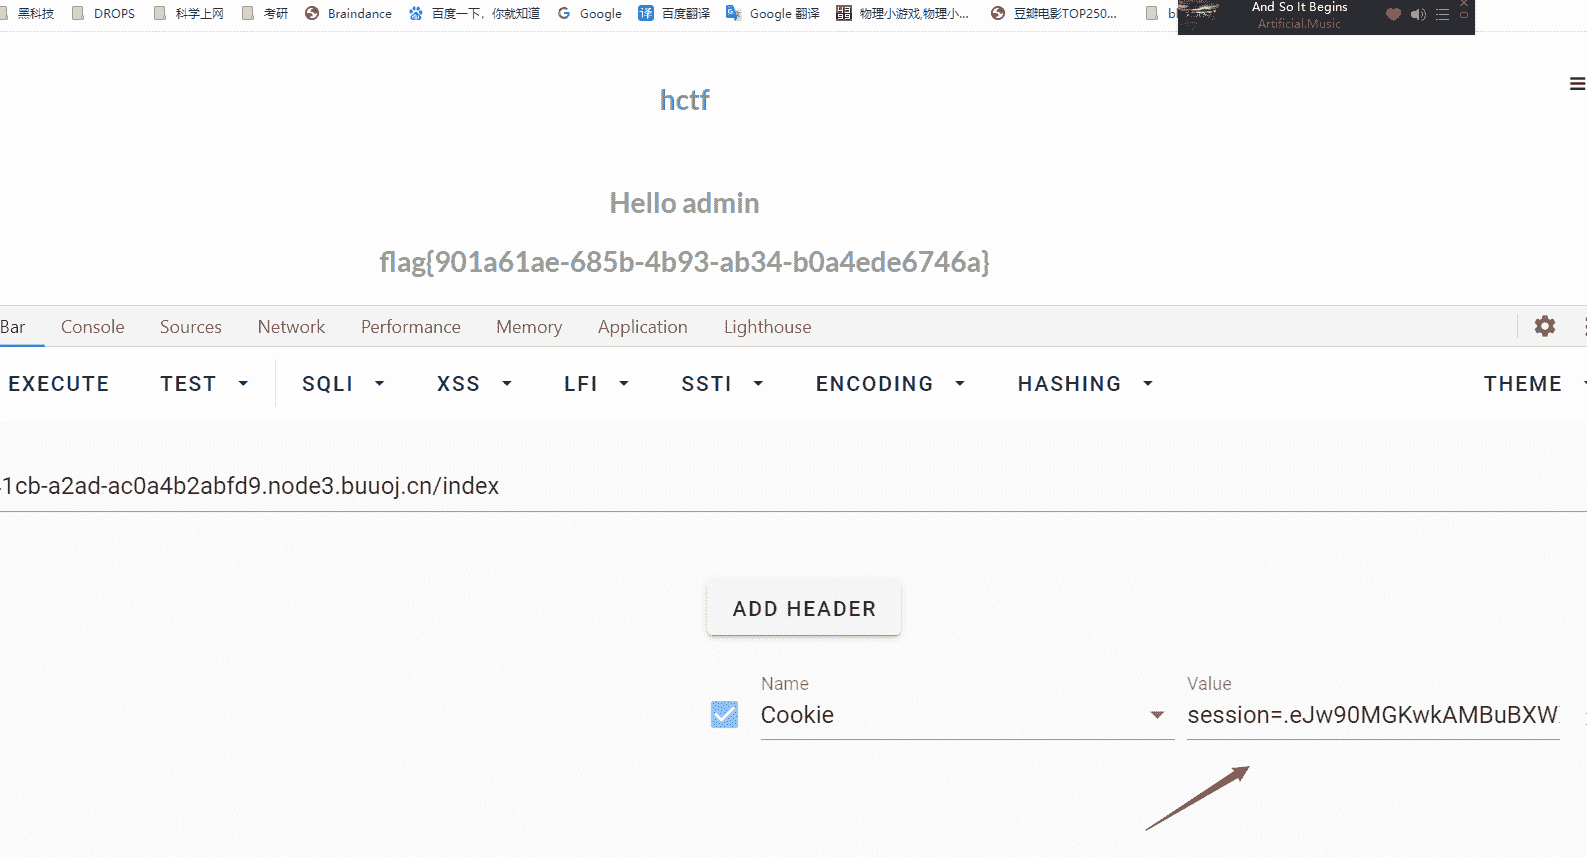 黑科技 DROPS 科学上网 考研 Braindance 百度一下，你就知道 Google 百度翻译 Google 翻译 物理小游戏,物理小... 豆瓣电影TOP250...
And So It Begins
Artificial.Music
hctf
Hello admin
flag{901a61ae-685b-4b93-ab34-b0a4ede6746a}
Bar Console Sources Network Performance Memory Application Lighthouse
EXECUTE TEST SQLI XSS LFI SSTI ENCODING HASHING THEME
1cb-a2ad-ac0a4b2abfd9.node3.buuoj.cn/index
ADD HEADER
Name Value
Cookie session=.eJw90MGKwkAMBuBXW